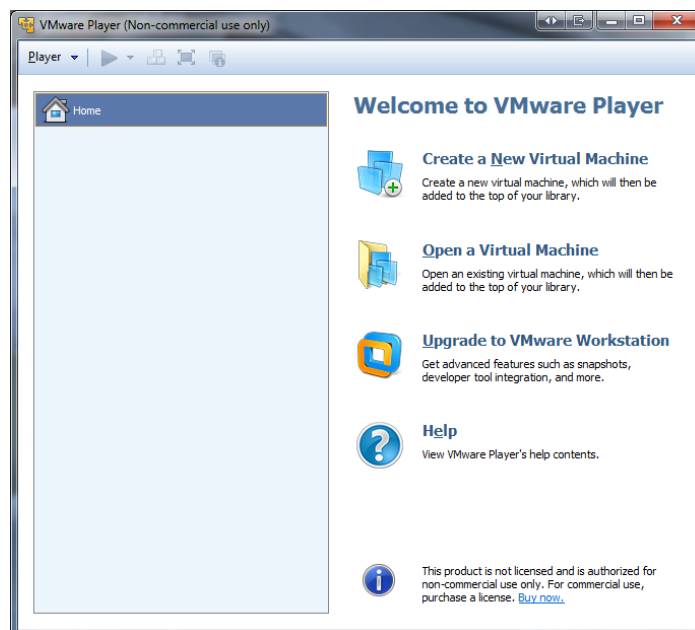 VMware Player (Non-commercial use only)
Player
Home
Welcome to VMware Player
Create a New Virtual Machine
Create a new virtual machine, which will then be
added to the top of your library.
Open a Virtual Machine
Open an existing virtual machine, which will then be
added to the top of your library.
Upgrade to VMware Workstation
Get advanced features such as snapshots,
developer tool integration, and more.
Help
View VMware Player's help contents.
This product is not licensed and is authorized for
non-commercial use only. For commercial use,
purchase a license. Buy now.